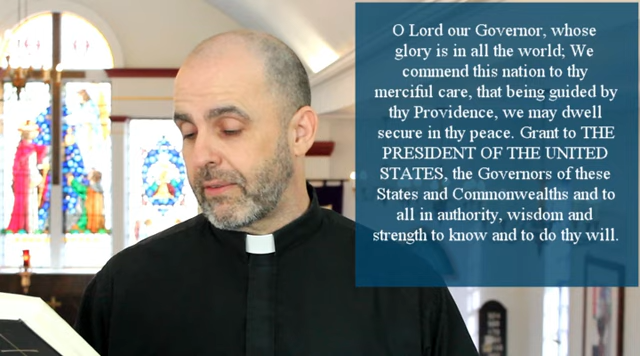 O Lord our Governor, whose
glory is in all the world; We
commend this nation to thy
merciful care, that being guided by
thy Providence, we may dwell
secure in thy peace. Grant to THE
PRESIDENT OF THE UNITED
STATES, the Governors of these
States and Commonwealths and to
all in authority, wisdom and
strength to know and to do thy will.